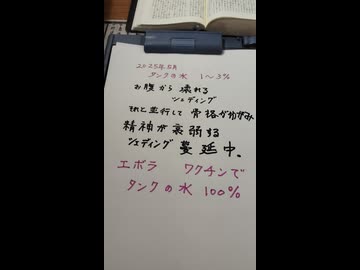 2025年5月
タンクの水 1～3%
お腹から 壊れる
シェディング
それと並行して 骨格がゆがみ
精神が衰弱する
シェディング 蔓延中、
エボラ ワクチンで
タンクの水 100%